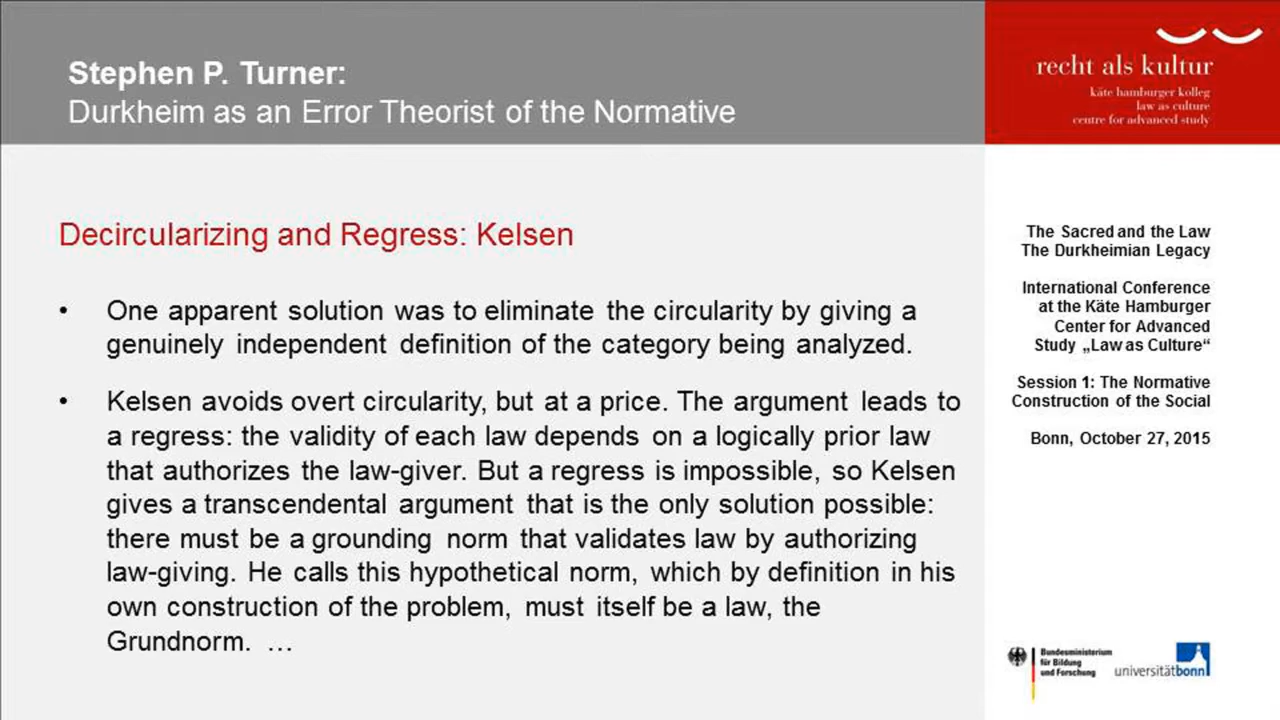 Stephen P. Turner:
Durkheim as an Error Theorist of the Normative
recht als kultur
käte hamburger kolleg
law as culture
centre for advanced study
Decircularizing and Regress: Kelsen
• One apparent solution was to eliminate the circularity by giving a
genuinely independent definition of the category being analyzed.
• Kelsen avoids overt circularity, but at a price. The argument leads to
a regress: the validity of each law depends on a logically prior law
that authorizes the law-giver. But a regress is impossible, so Kelsen
gives a transcendental argument that is the only solution possible:
there must be a grounding norm that validates law by authorizing
law-giving. He calls this hypothetical norm, which by definition in his
own construction of the problem, must itself be a law, the
Grundnorm. …
The Sacred and the Law
The Durkheimian Legacy
International Conference
at the Käte Hamburger
Center for Advanced
Study „Law as Culture“
Session 1: The Normative
Construction of the Social
Bonn, October 27, 2015
Bundesministerium
für Bildung
und Forschung
universitätbonn